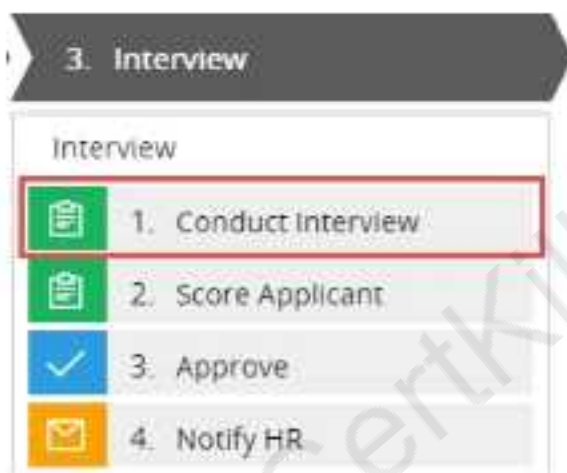 3. Interview
Interview
1. Conduct Interview
2. Score Applicant
3. Approve
4. Notify HR